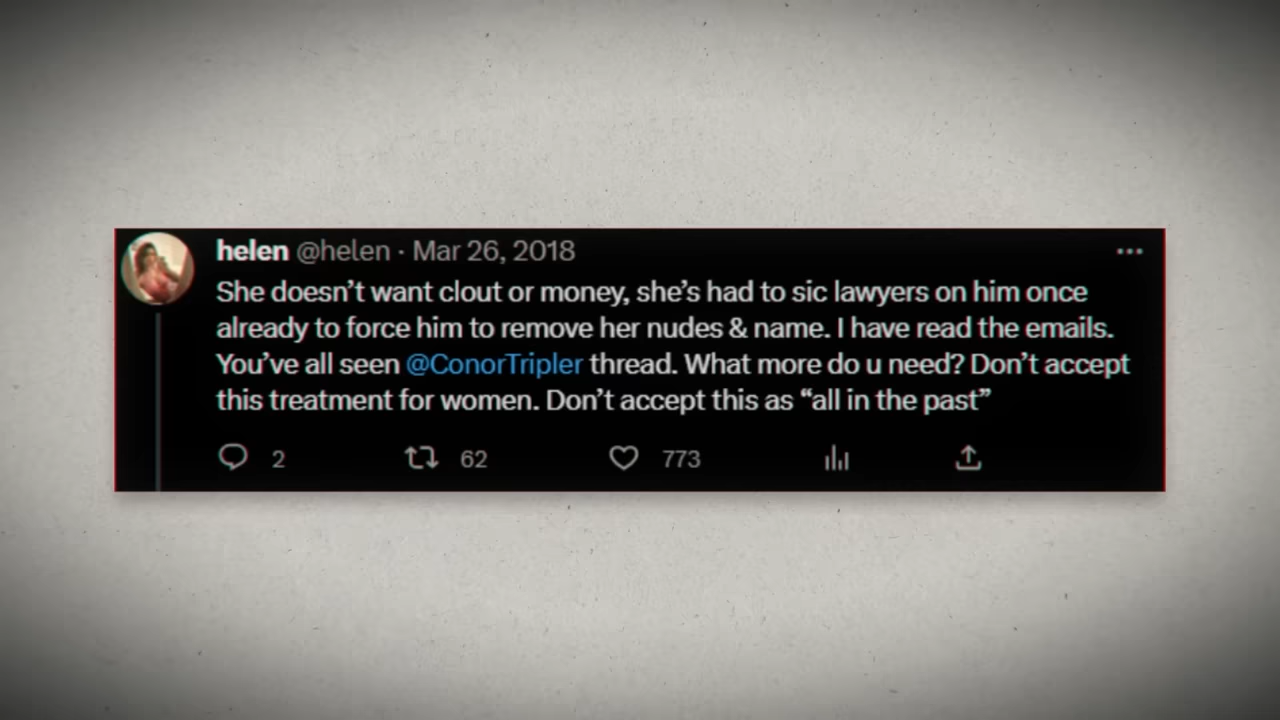 helen @helen · Mar 26, 2018
She doesn’t want clout or money, she’s had to sic lawyers on him once
already to force him to remove her nudes & name. I have read the emails.
You’ve all seen @ConorTripler thread. What more do u need? Don’t accept
this treatment for women. Don’t accept this as “all in the past”
2 62 773